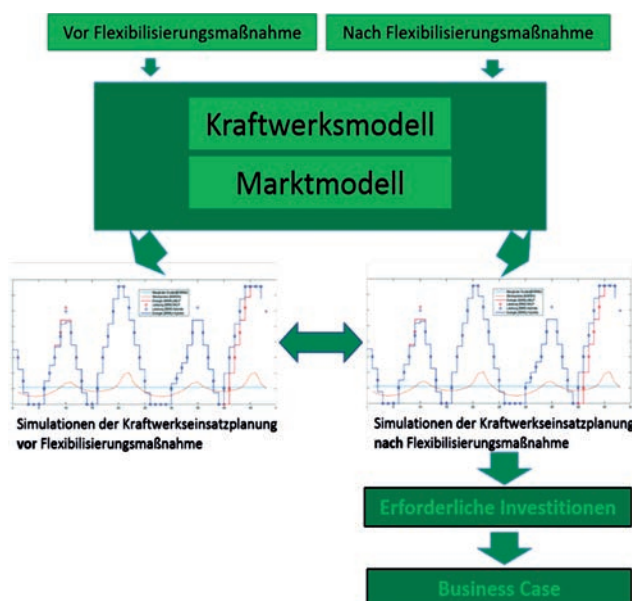 Vor Flexibilisierungsmaßnahme
Nach Flexibilisierungsmaßnahme
Kraftwerksmodell
Marktmodell
Simulationen der Kraftwerkseinsatzplanung
vor Flexibilisierungsmaßnahme
Simulationen der Kraftwerkseinsatzplanung
nach Flexibilisierungsmaßnahme
Erforderliche Investitionen
Business Case